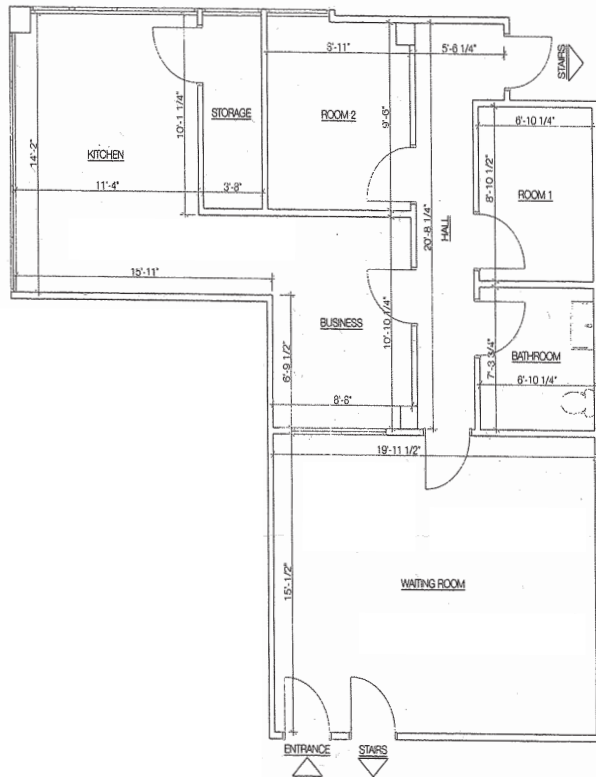 STAIRS
8'-11"
5'-6 1/4"
10'-1 1/4"
9'-6"
STORAGE
ROOM 2
6'-10 1/4"
14'-2"
KITCHEN
8'-10 1/2"
11'-4"
3'-8"
ROOM 1
20'-8 1/4"
HALL
15'-11"
BUSINESS
10'-10 1/4"
6'-9 1/2"
7'-3 3/4"
BATHROOM
6'-10 1/4"
8'-6"
19'-11 1/2"
15'-1/2"
WAITING ROOM
ENTRANCE
STAIRS